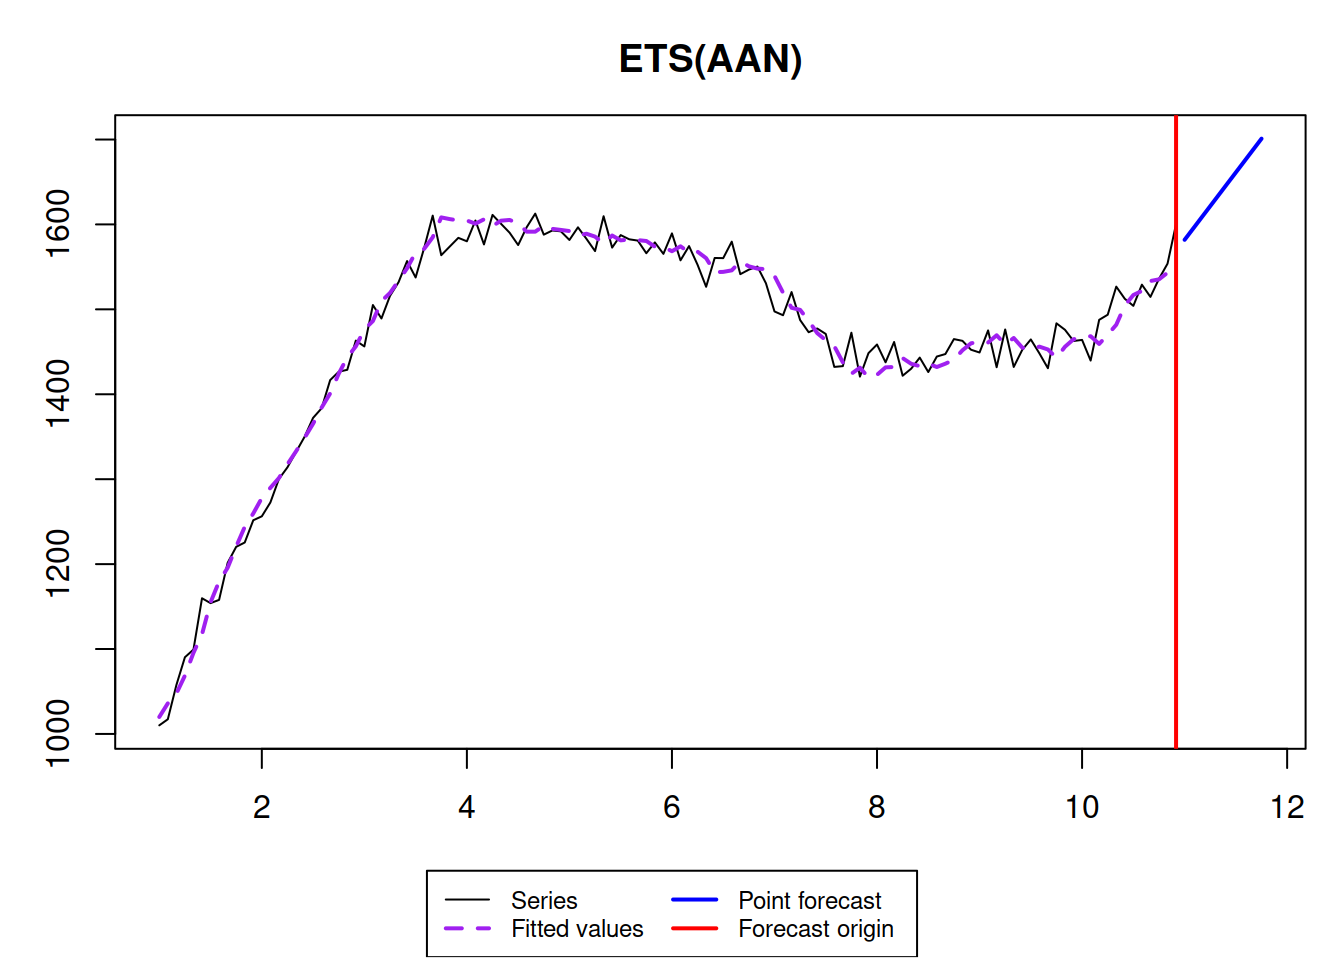 ETS(AAN)
1600
1400
1200
1000
2 4 6 8 10 12
Series
Fitted values
Point forecast
Forecast origin